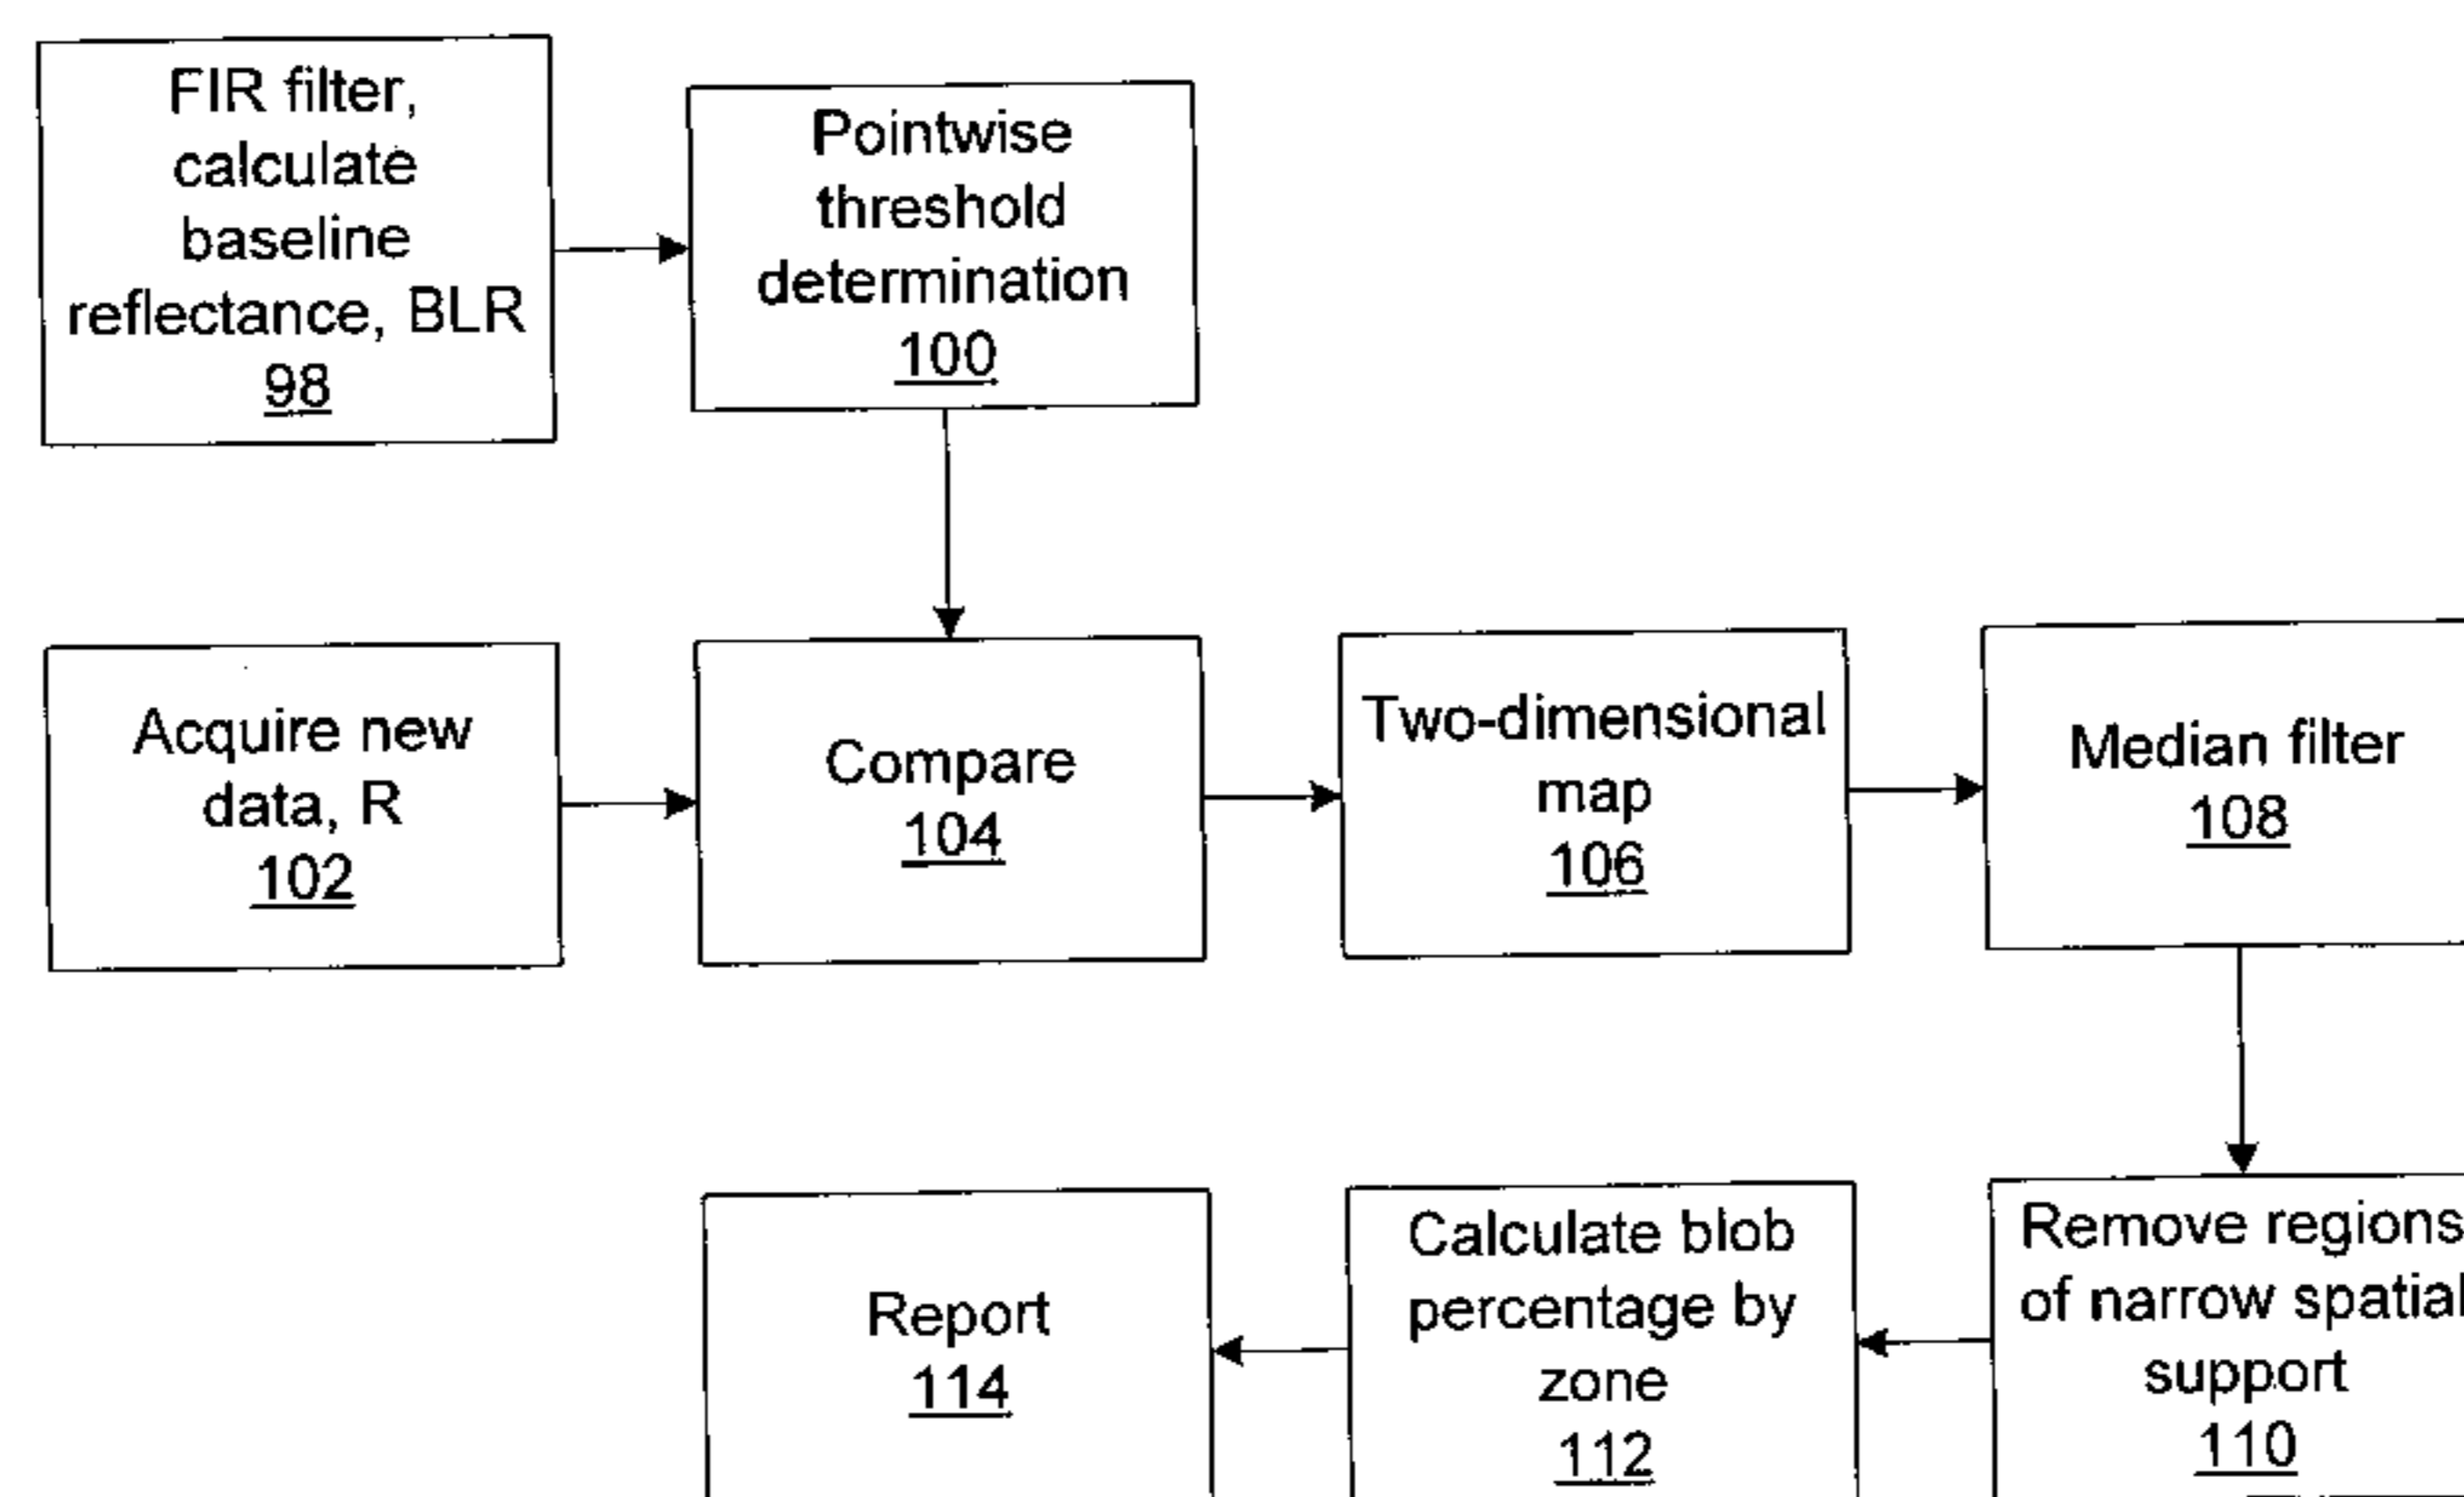 FIR filter,
calculate
baseline
reflectance, BLR
98
Pointwise
threshold
determination
100
Acquire new
data, R
102
Compare
104
Two-dimensional
map
106
Median filter
108
Report
114
Calculate blob
percentage by
zone
112
Remove regions
of narrow spatial
support
110